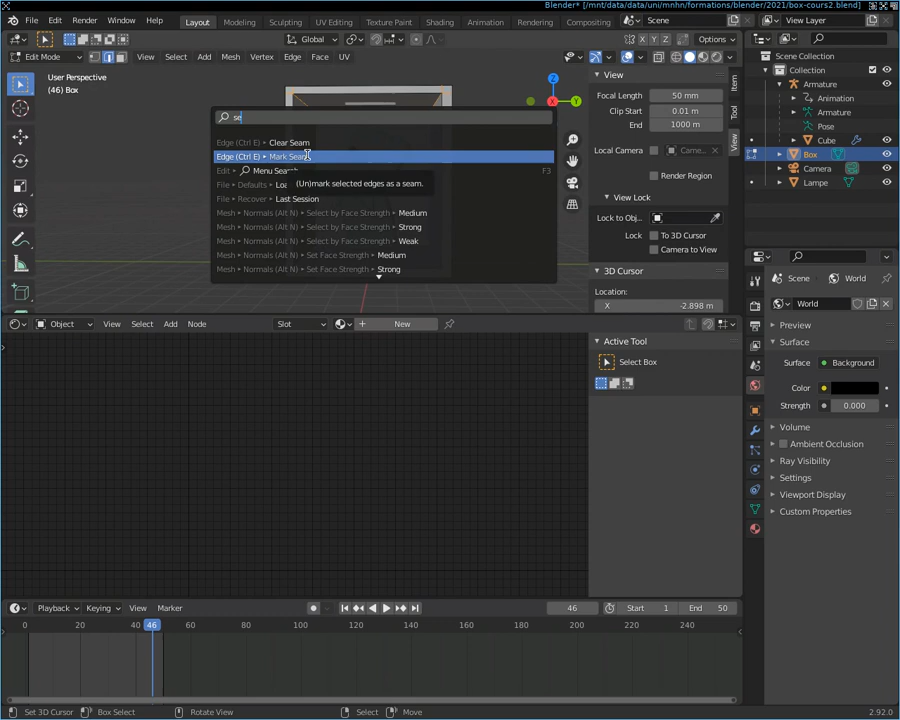 Blender* [/mnt/data/data/uni/mnhn/formations/blender/2021/box-cours2.blend]
File Edit Render Window Help Layout Modeling Sculpting UV Editing Texture Paint Shading Animation Rendering Compositing Scene View Layer
Global X Y Z Options
Edit Mode View Select Add Mesh Vertex Edge Face UV
User Perspective
(46) Box
se
Edge (Ctrl E) ▸ Clear Seam
Edge (Ctrl E) ▸ Mark Seam
Edit ▸ Menu Search F3
(Un)mark selected edges as a seam.
File ▸ Defaults ▸
File ▸ Recover ▸ Last Session
Mesh ▸ Normals (Alt N) ▸ Select by Face Strength ▸ Medium
Mesh ▸ Normals (Alt N) ▸ Select by Face Strength ▸ Strong
Mesh ▸ Normals (Alt N) ▸ Select by Face Strength ▸ Weak
Mesh ▸ Normals (Alt N) ▸ Set Face Strength ▸ Medium
Mesh ▸ Normals (Alt N) ▸ Set Face Strength ▸ Strong
Z
X
Y
View
Focal Length 50 mm
Clip Start 0.01 m
End 1000 m
Local Camera Came...
Render Region
View Lock
Lock to Obj...
Lock To 3D Cursor
Camera to View
3D Cursor
Location:
X -2.898 m
Item
Tool
View
Scene Collection
Collection
Armature
Animation
Armature
Pose
Cube
Box
Camera
Lampe
Scene World
World
Preview
Surface
Surface Background
Color
Strength 0.000
Volume
Ambient Occlusion
Ray Visibility
Settings
Viewport Display
Custom Properties
Object View Select Add Node Slot New
Active Tool
Select Box
Playback Keying View Marker 46 Start 1 End 50
0 20 40 46 60 80 100 120 140 160 180 200 220 240
Set 3D Cursor Box Select Rotate View Select Move 2.92.0